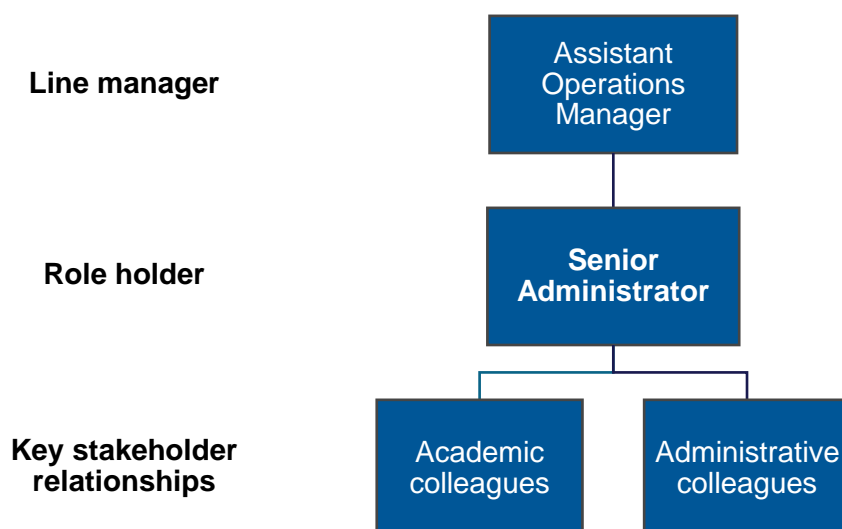 Line manager
Assistant
Operations
Manager
Role holder
Senior
Administrator
Key stakeholder
relationships
Academic
colleagues
Administrative
colleagues